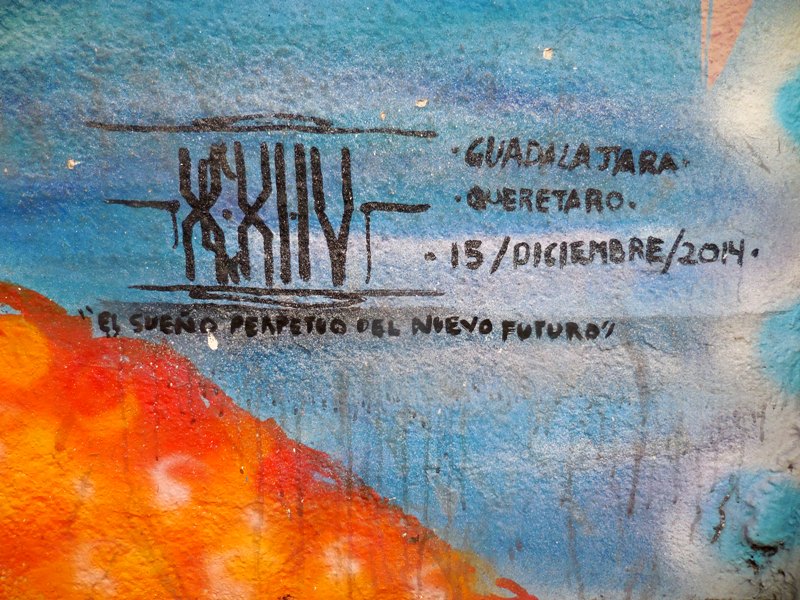 · GUADALAJARA ·
· QUERETARO ·
· 15/DICIEMBRE/2014 ·
"EL SUEÑO PERPETUO DEL NUEVO FUTURO"